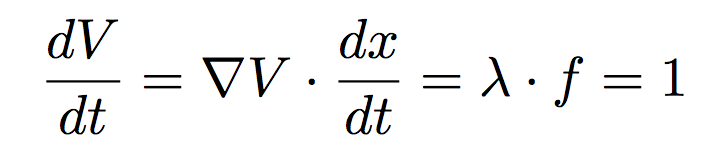 dV/dt = ∇V · dx/dt = λ · f = 1